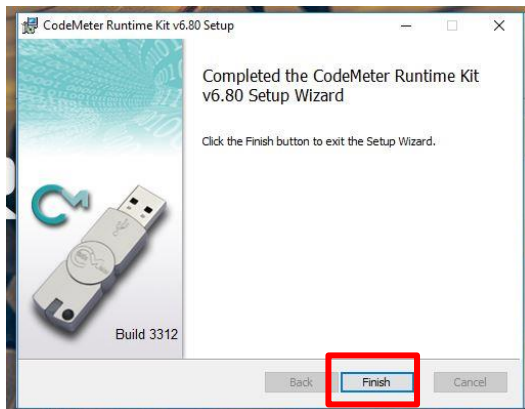 CodeMeter Runtime Kit v6.80 Setup
Completed the CodeMeter Runtime Kit
v6.80 Setup Wizard
Click the Finish button to exit the Setup Wizard.
Build 3312
Back
Finish
Cancel